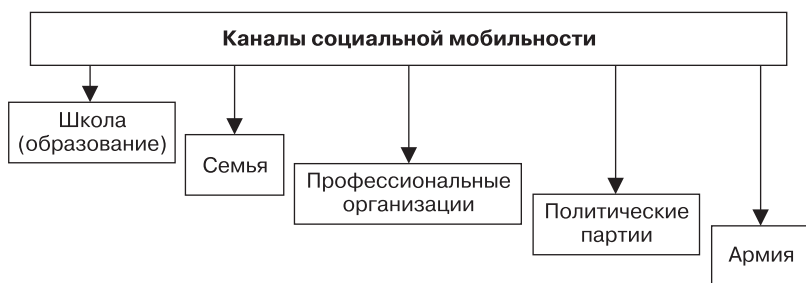 Каналы социальной мобильности
Школа
(образование)
Семья
Профессиональные
организации
Политические
партии
Армия